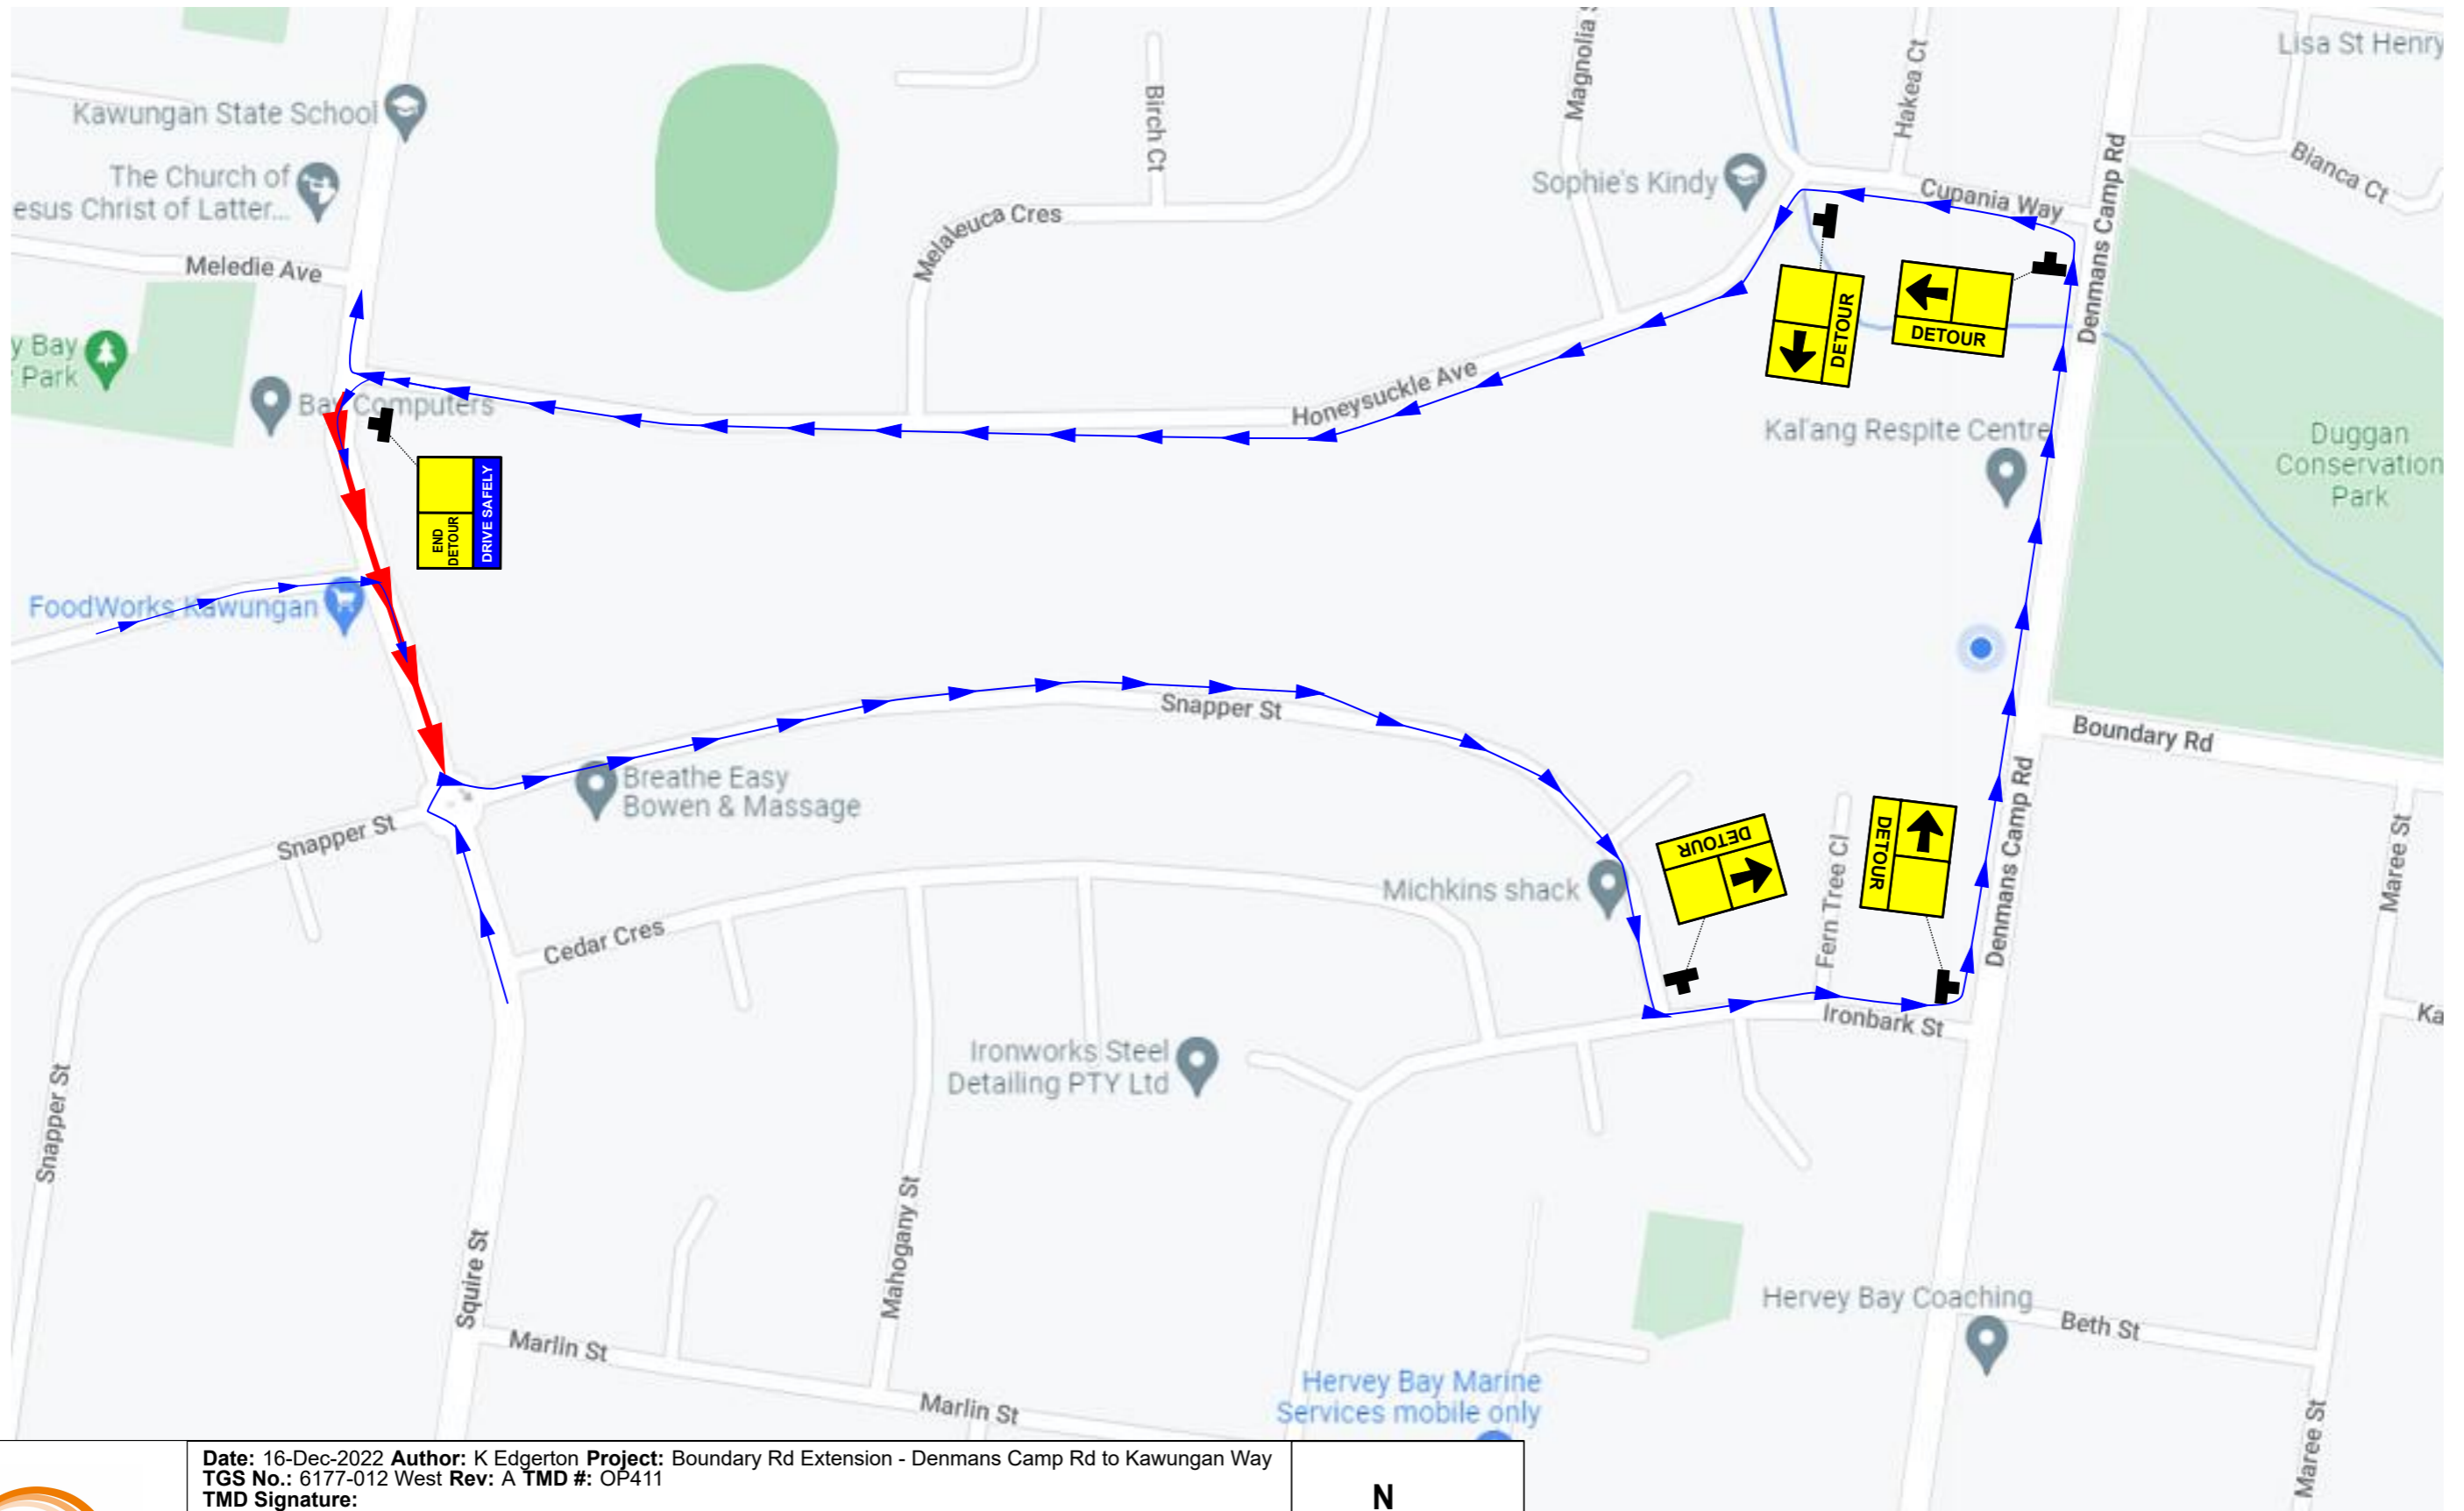 Lisa St Henry
Magnolia
Hakea Ct
Kawungan State School
Birch Ct
Denmans Camp Rd
Bianca Ct
The Church of
esus Christ of Latter...
Sophie's Kindy
Cupania Way
Melaleuca Cres
Meledie Ave
DETOUR
DETOUR
y Bay
Park
Bay Computers
Honeysuckle Ave
Kal'ang Respite Centre
Duggan
Conservation
Park
END
DETOUR
DRIVE SAFELY
FoodWorks Kawungan
Snapper St
Boundary Rd
Breathe Easy
Bowen & Massage
Snapper St
DETOUR
DETOUR
Denmans Camp Rd
Maree St
Michkins shack
Fern Tree Cl
Cedar Cres
Ironbark St
Ka
Ironworks Steel
Detailing PTY Ltd
Snapper St
Mahogany St
Squire St
Hervey Bay Coaching
Beth St
Marlin St
Hervey Bay Marine
Services mobile only
Marlin St
Maree St
Date: 16-Dec-2022 Author: K Edgerton Project: Boundary Rd Extension - Denmans Camp Rd to Kawungan Way
TGS No.: 6177-012 West Rev: A TMD #: OP411
TMD Signature:
N